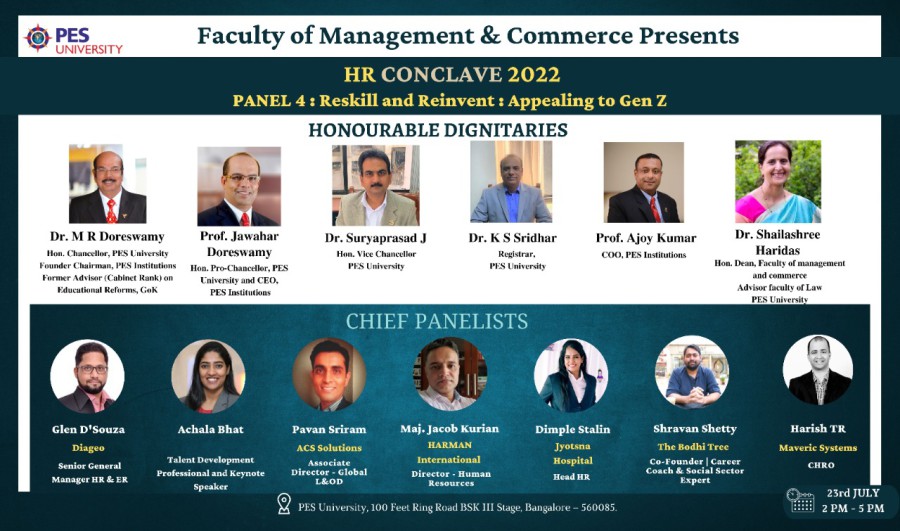 PES
UNIVERSITY
Faculty of Management & Commerce Presents
HR CONCLAVE 2022
PANEL 4 : Reskill and Reinvent : Appealing to Gen Z
HONOURABLE DIGNITARIES
Dr. M R Doreswamy
Hon. Chancellor, PES University
Founder Chairman, PES Institutions
Former Advisor (Cabinet Rank) on
Educational Reforms, GoK
Prof. Jawahar
Doreswamy
Hon. Pro-Chancellor, PES
University and CEO,
PES Institutions
Dr. Suryaprasad J
Hon. Vice Chancellor
PES University
Dr. K S Sridhar
Registrar,
PES University
Prof. Ajoy Kumar
COO, PES Institutions
Dr. Shailashree
Haridas
Hon. Dean, Faculty of management
and commerce
Advisor faculty of Law
PES University
CHIEF PANELISTS
Glen D'Souza
Diageo
Senior General
Manager HR & ER
Achala Bhat
Talent Development
Professional and Keynote
Speaker
Pavan Sriram
ACS Solutions
Associate
Director - Global
L&OD
Maj. Jacob Kurian
HARMAN
International
Director - Human
Resources
Dimple Stalin
Jyotsna
Hospital
Head HR
Shravan Shetty
The Bodhi Tree
Co-Founder | Career
Coach & Social Sector
Expert
Harish TR
Maveric Systems
CHRO
PES University, 100 Feet Ring Road BSK III Stage, Bangalore – 560085.
23rd JULY
2 PM - 5 PM